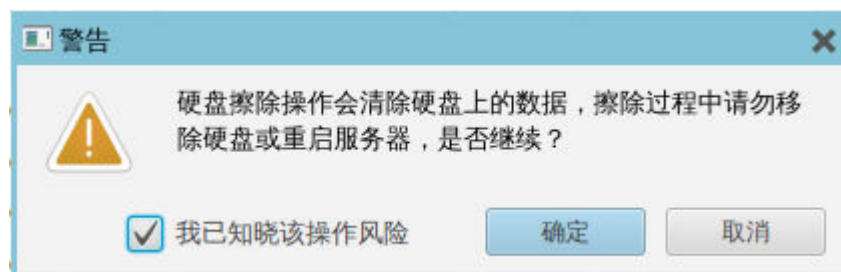 警告
硬盘擦除操作会清除硬盘上的数据，擦除过程中请勿移
除硬盘或重启服务器，是否继续？
我已知晓该操作风险 确定 取消